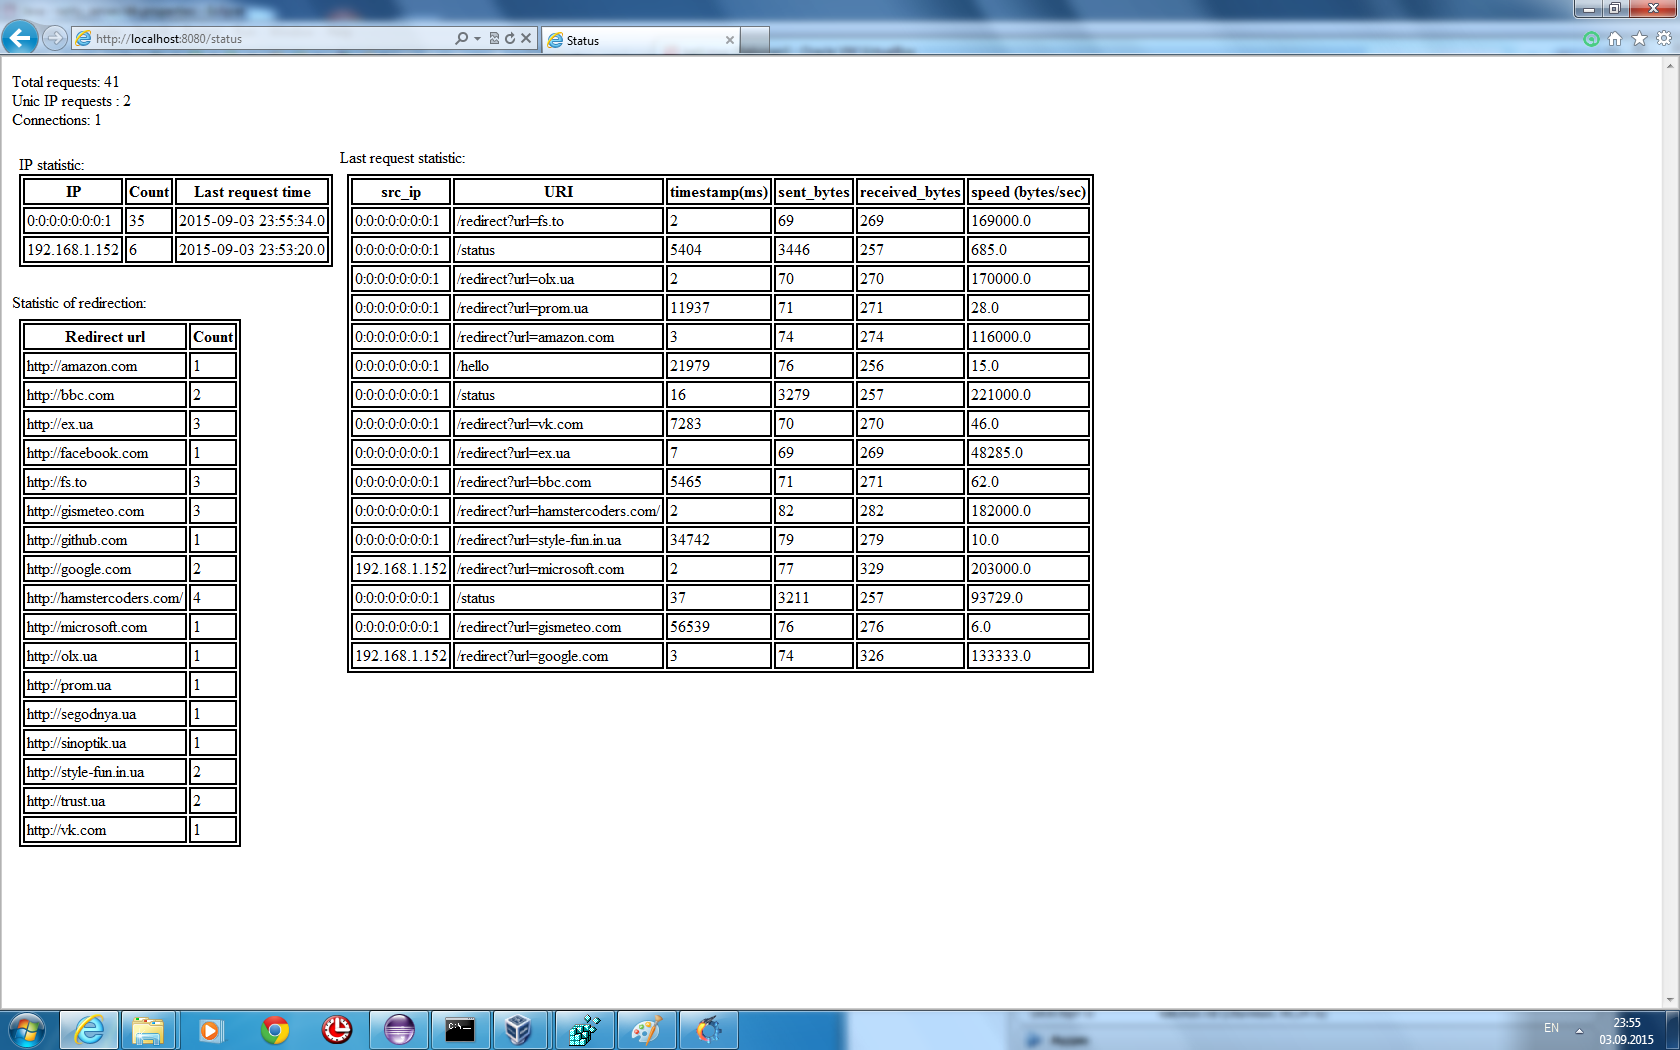 http://localhost:8080/status
Status
Total requests: 41
Unic IP requests : 2
Connections: 1
IP statistic:
IP Count Last request time
0:0:0:0:0:0:0:1 35 2015-09-03 23:55:34.0
192.168.1.152 6 2015-09-03 23:53:20.0
Statistic of redirection:
Redirect url Count
http://amazon.com 1
http://bbc.com 2
http://ex.ua 3
http://facebook.com 1
http://fs.to 3
http://gismeteo.com 3
http://github.com 1
http://google.com 2
http://hamstercoders.com/ 4
http://microsoft.com 1
http://olx.ua 1
http://prom.ua 1
http://segodnya.ua 1
http://sinoptik.ua 1
http://style-fun.in.ua 2
http://trust.ua 2
http://vk.com 1
Last request statistic:
src_ip URI timestamp(ms) sent_bytes received_bytes speed (bytes/sec)
0:0:0:0:0:0:0:1 /redirect?url=fs.to 2 69 269 169000.0
0:0:0:0:0:0:0:1 /status 5404 3446 257 685.0
0:0:0:0:0:0:0:1 /redirect?url=olx.ua 2 70 270 170000.0
0:0:0:0:0:0:0:1 /redirect?url=prom.ua 11937 71 271 28.0
0:0:0:0:0:0:0:1 /redirect?url=amazon.com 3 74 274 116000.0
0:0:0:0:0:0:0:1 /hello 21979 76 256 15.0
0:0:0:0:0:0:0:1 /status 16 3279 257 221000.0
0:0:0:0:0:0:0:1 /redirect?url=vk.com 7283 70 270 46.0
0:0:0:0:0:0:0:1 /redirect?url=ex.ua 7 69 269 48285.0
0:0:0:0:0:0:0:1 /redirect?url=bbc.com 5465 71 271 62.0
0:0:0:0:0:0:0:1 /redirect?url=hamstercoders.com/ 2 82 282 182000.0
0:0:0:0:0:0:0:1 /redirect?url=style-fun.in.ua 34742 79 279 10.0
192.168.1.152 /redirect?url=microsoft.com 2 77 329 203000.0
0:0:0:0:0:0:0:1 /status 37 3211 257 93729.0
0:0:0:0:0:0:0:1 /redirect?url=gismeteo.com 56539 76 276 6.0
192.168.1.152 /redirect?url=google.com 3 74 326 133333.0
EN
23:55
03.09.2015